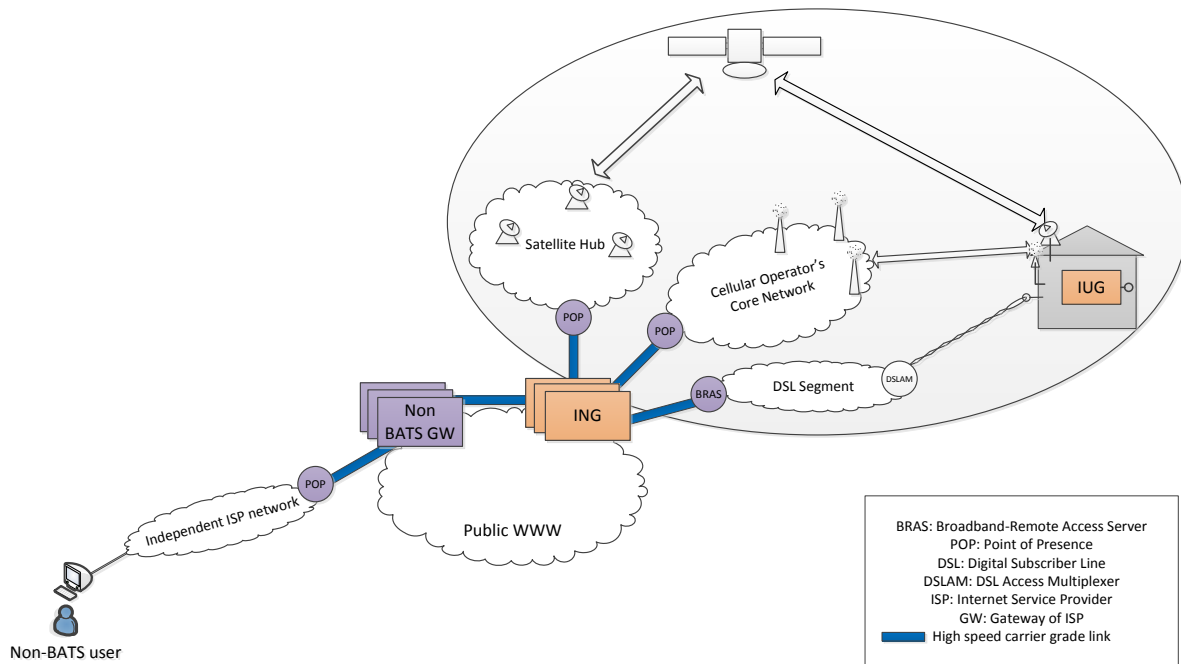 Satellite Hub
Cellular Operator's
Core Network
IUG
POP
POP
DSLAM
DSL Segment
BRAS
Non
BATS GW
ING
POP
Independent ISP network
Public WWW
Non-BATS user
BRAS: Broadband-Remote Access Server
POP: Point of Presence
DSL: Digital Subscriber Line
DSLAM: DSL Access Multiplexer
ISP: Internet Service Provider
GW: Gateway of ISP
High speed carrier grade link